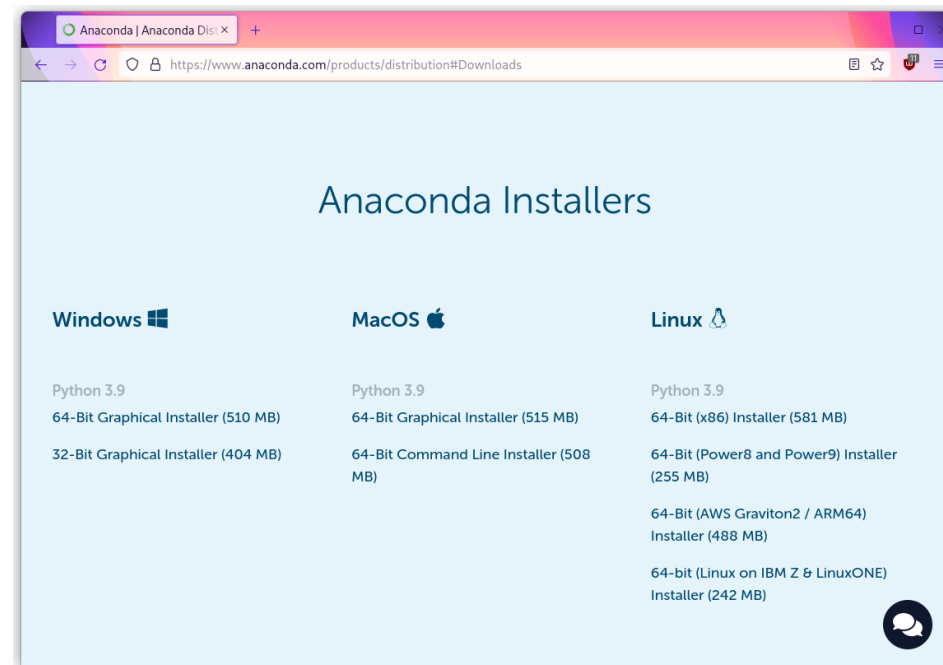 Anaconda | Anaconda Dist
https://www.anaconda.com/products/distribution#Downloads
11
Anaconda Installers
Windows
Python 3.9
64-Bit Graphical Installer (510 MB)
32-Bit Graphical Installer (404 MB)
MacOS
Python 3.9
64-Bit Graphical Installer (515 MB)
64-Bit Command Line Installer (508
MB)
Linux
Python 3.9
64-Bit (x86) Installer (581 MB)
64-Bit (Power8 and Power9) Installer
(255 MB)
64-Bit (AWS Graviton2 / ARM64)
Installer (488 MB)
64-bit (Linux on IBM Z & LinuxONE)
Installer (242 MB)